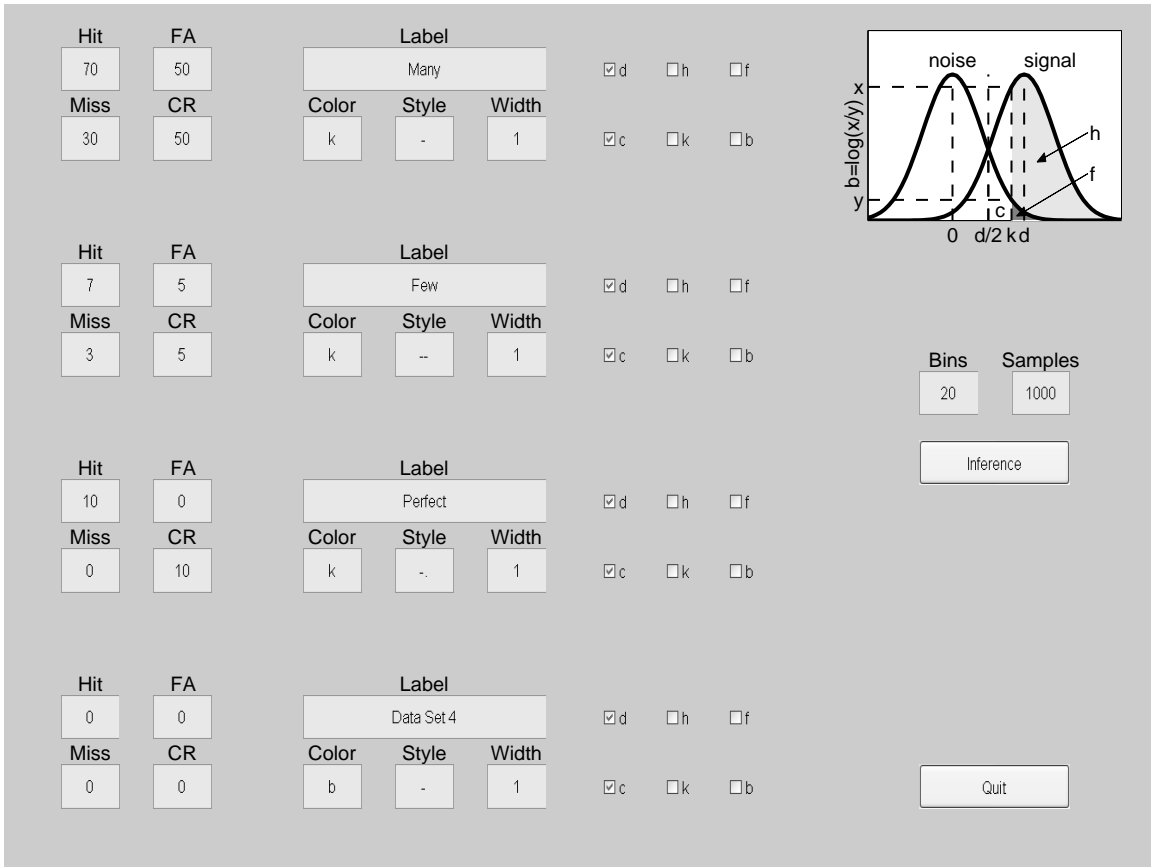 Hit FA Label
70 50 Many d h f
Miss CR Color Style Width
30 50 k - 1 c k b
Hit FA Label
7 5 Few d h f
Miss CR Color Style Width
3 5 k -- 1 c k b
Hit FA Label
10 0 Perfect d h f
Miss CR Color Style Width
0 10 k -. 1 c k b
Hit FA Label
0 0 Data Set 4 d h f
Miss CR Color Style Width
0 0 b - 1 c k b
noise signal
x
b=log(x/y)
h
f
y
c
0 d/2 k d
Bins Samples
20 1000
Inference
Quit